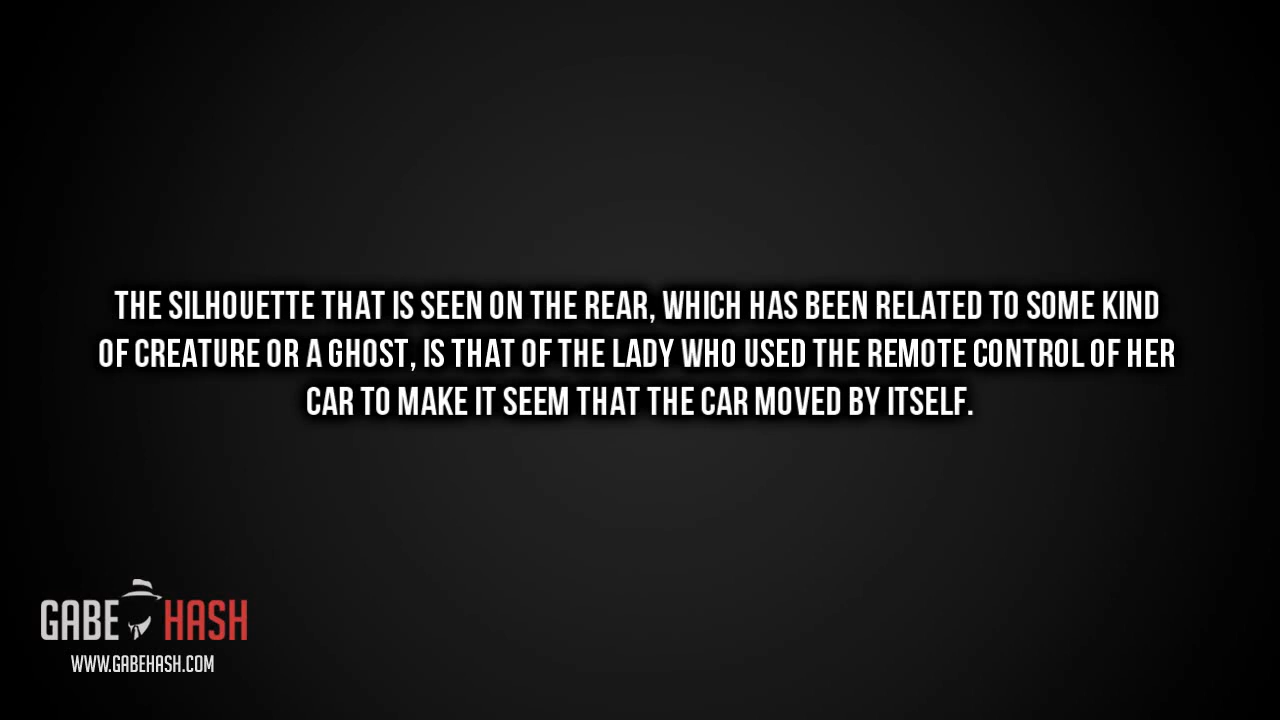 THE SILHOUETTE THAT IS SEEN ON THE REAR, WHICH HAS BEEN RELATED TO SOME KIND
OF CREATURE OR A GHOST, IS THAT OF THE LADY WHO USED THE REMOTE CONTROL OF HER
CAR TO MAKE IT SEEM THAT THE CAR MOVED BY ITSELF.
GABE HASH
WWW.GABEHASH.COM